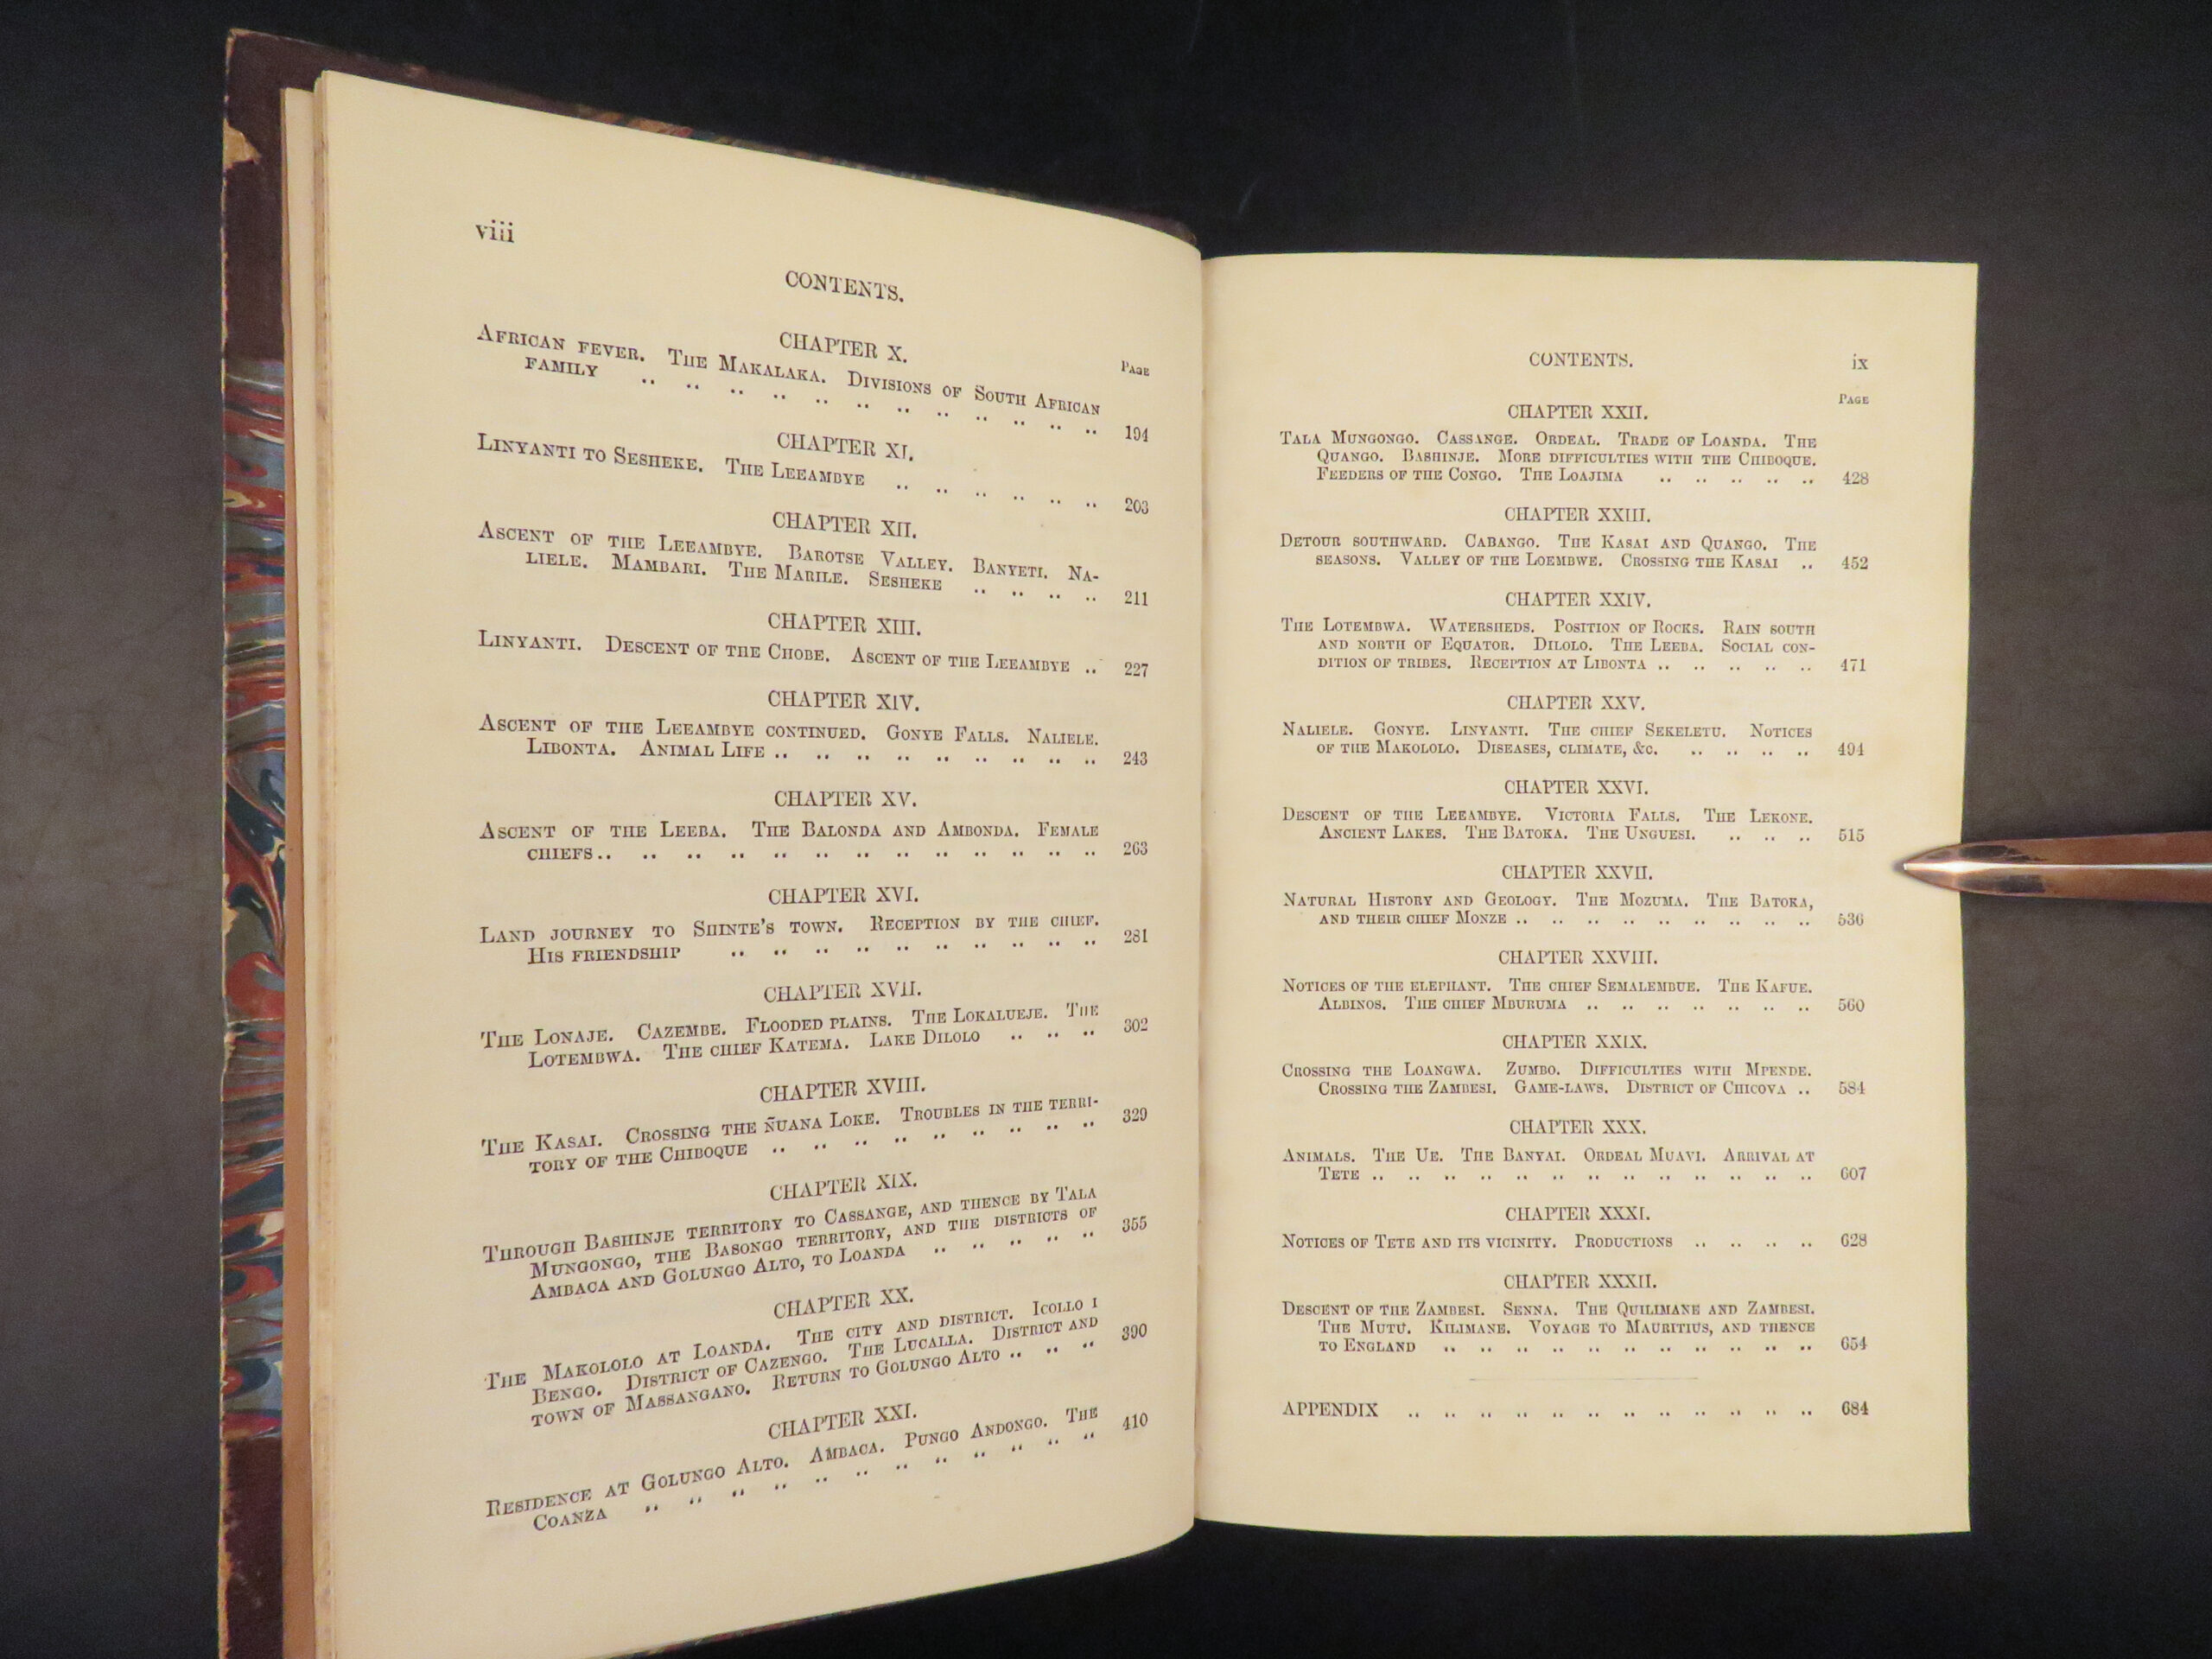 viii
CONTENTS.
CHAPTER X.
PAGE
AFRICAN FEVER. THE MAKALAKA. DIVISIONS OF SOUTH AFRICAN
FAMILY .. .. .. .. .. .. .. .. .. .. .. 194
CHAPTER XI.
LINYANTI TO SESHEKE. THE LEEAMBYE .. .. .. .. .. .. 203
CHAPTER XII.
ASCENT OF THE LEEAMBYE. BAROTSE VALLEY. BANYETI. NA-
LIELE. MAMBARI. THE MARILE. SESHEKE .. .. .. .. 211
CHAPTER XIII.
LINYANTI. DESCENT OF THE CHOBE. ASCENT OF THE LEEAMBYE .. 227
CHAPTER XIV.
ASCENT OF THE LEEAMBYE CONTINUED. GONYE FALLS. NALIELE.
LIBONTA. ANIMAL LIFE .. .. .. .. .. .. .. .. .. 243
CHAPTER XV.
ASCENT OF THE LEEBA. THE BALONDA AND AMBONDA. FEMALE
CHIEFS .. .. .. .. .. .. .. .. .. .. .. .. .. 263
CHAPTER XVI.
LAND JOURNEY TO SHINTE'S TOWN. RECEPTION BY THE CHIEF.
HIS FRIENDSHIP .. .. .. .. .. .. .. .. .. .. 281
CHAPTER XVII.
THE LONAJE. CAZEMBE. FLOODED PLAINS. THE LOKALUEJE. THE
LOTEMBWA. THE CHIEF KATEMA. LAKE DILOLO .. .. .. 302
CHAPTER XVIII.
THE KASAI. CROSSING THE ÑUANA LOKE. TROUBLES IN THE TERRI-
TORY OF THE CHIBOQUE .. .. .. .. .. .. .. .. .. 329
CHAPTER XIX.
THROUGH BASHINJE TERRITORY TO CASSANGE, AND THENCE BY TALA
MUNGONGO, THE BASONGO TERRITORY, AND THE DISTRICTS OF
AMBACA AND GOLUNGO ALTO, TO LOANDA .. .. .. .. .. 355
CHAPTER XX.
THE MAKOLOLO AT LOANDA. THE CITY AND DISTRICT. ICOLLO I
BENGO. DISTRICT OF CAZENGO. THE LUCALLA. DISTRICT AND
TOWN OF MASSANGANO. RETURN TO GOLUNGO ALTO .. .. .. 390
CHAPTER XXI.
RESIDENCE AT GOLUNGO ALTO. AMBACA. PUNGO ANDONGO. THE
COANZA .. .. .. .. .. .. .. .. .. .. .. 410
CONTENTS. ix
PAGE
CHAPTER XXII.
TALA MUNGONGO. CASSANGE. ORDEAL. TRADE OF LOANDA. THE
QUANGO. BASHINJE. MORE DIFFICULTIES WITH THE CHIBOQUE.
FEEDERS OF THE CONGO. THE LOAJIMA .. .. .. .. .. 428
CHAPTER XXIII.
DETOUR SOUTHWARD. CABANGO. THE KASAI AND QUANGO. THE
SEASONS. VALLEY OF THE LOEMBWE. CROSSING THE KASAI .. 452
CHAPTER XXIV.
THE LOTEMBWA. WATERSHEDS. POSITION OF ROCKS. RAIN SOUTH
AND NORTH OF EQUATOR. DILOLO. THE LEEBA. SOCIAL CON-
DITION OF TRIBES. RECEPTION AT LIBONTA .. .. .. .. .. 471
CHAPTER XXV.
NALIELE. GONYE. LINYANTI. THE CHIEF SEKELETU. NOTICES
OF THE MAKOLOLO. DISEASES, CLIMATE, &c. .. .. .. .. 494
CHAPTER XXVI.
DESCENT OF THE LEEAMBYE. VICTORIA FALLS. THE LEKONE.
ANCIENT LAKES. THE BATOKA. THE UNGUESI. .. .. .. 515
CHAPTER XXVII.
NATURAL HISTORY AND GEOLOGY. THE MOZUMA. THE BATOKA,
AND THEIR CHIEF MONZE .. .. .. .. .. .. .. .. .. 536
CHAPTER XXVIII.
NOTICES OF THE ELEPHANT. THE CHIEF SEMALEMBUE. THE KAFUE.
ALBINOS. THE CHIEF MBURUMA .. .. .. .. .. .. .. 560
CHAPTER XXIX.
CROSSING THE LOANGWA. ZUMBO. DIFFICULTIES WITH MPENDE.
CROSSING THE ZAMBESI. GAME-LAWS. DISTRICT OF CHICOVA .. 584
CHAPTER XXX.
ANIMALS. THE UE. THE BANYAI. ORDEAL MUAVI. ARRIVAL AT
TETE .. .. .. .. .. .. .. .. .. .. .. .. .. 607
CHAPTER XXXI.
NOTICES OF TETE AND ITS VICINITY. PRODUCTIONS .. .. .. .. 628
CHAPTER XXXII.
DESCENT OF THE ZAMBESI. SENNA. THE QUILIMANE AND ZAMBESI.
THE MUTU. KILIMANE. VOYAGE TO MAURITIUS, AND THENCE
TO ENGLAND .. .. .. .. .. .. .. .. .. .. .. 654
APPENDIX .. .. .. .. .. .. .. .. .. .. .. .. 684